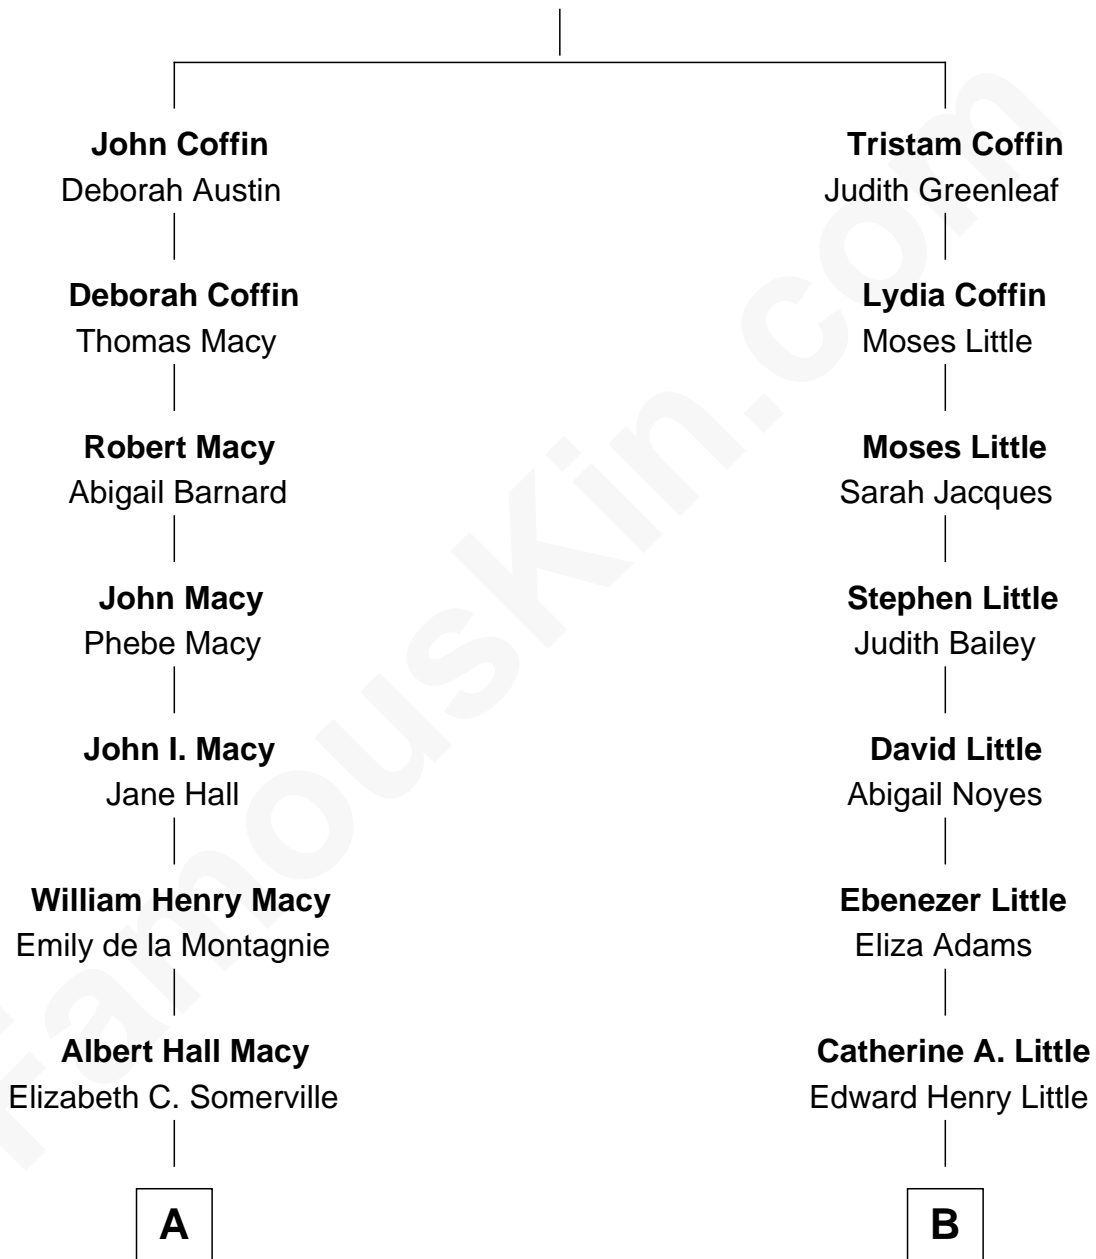 John Coffin
Deborah Austin
Deborah Coffin
Thomas Macy
Robert Macy
Abigail Barnard
John Macy
Phebe Macy
John I. Macy
Jane Hall
William Henry Macy
Emily de la Montagnie
Albert Hall Macy
Elizabeth C. Somerville
A
Tristam Coffin
Judith Greenleaf
Lydia Coffin
Moses Little
Moses Little
Sarah Jacques
Stephen Little
Judith Bailey
David Little
Abigail Noyes
Ebenezer Little
Eliza Adams
Catherine A. Little
Edward Henry Little
B
FamousKin.com